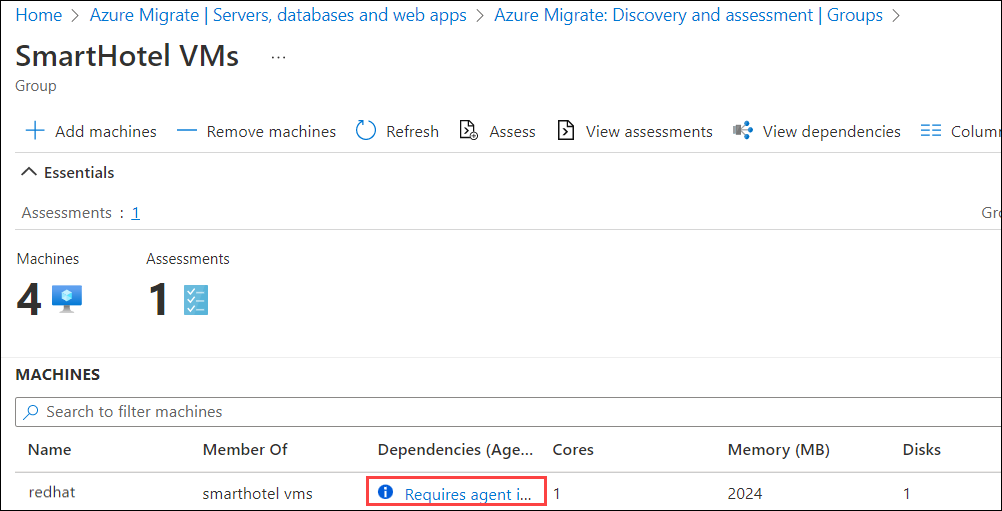 Home > Azure Migrate | Servers, databases and web apps > Azure Migrate: Discovery and assessment | Groups >
SmartHotel VMs ...
Group
Add machines Remove machines Refresh Assess View assessments View dependencies Colum
Essentials
Assessments : 1 Gro
Machines Assessments
4 1
MACHINES
Search to filter machines
Name Member Of Dependencies (Age... Cores Memory (MB) Disks
redhat smarthotel vms Requires agent i... 1 2024 1